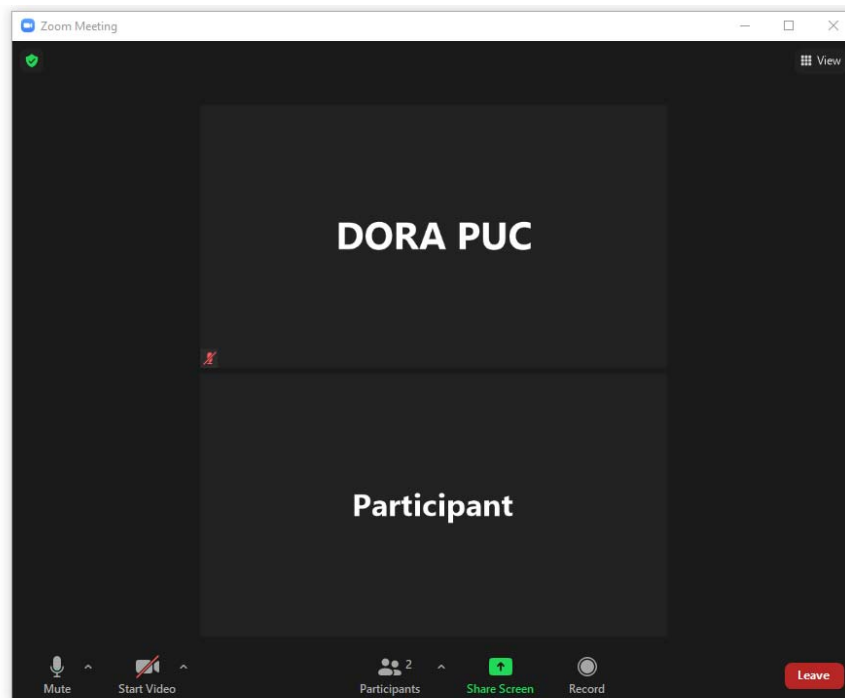 Zoom Meeting
View
DORA PUC
Participant
2
Mute Start Video Participants Share Screen Record Leave